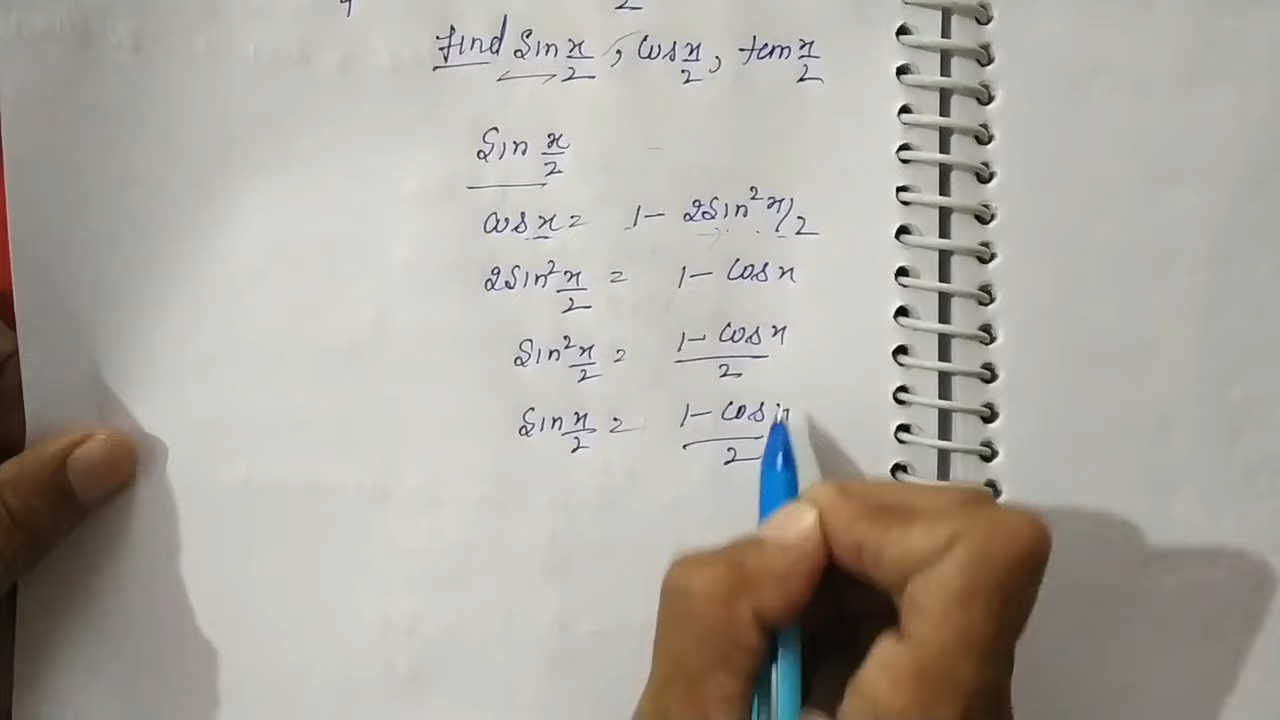 find Sin x/2, Cos x/2, tan x/2
Sin x/2
cos x = 1 - 2Sin² x/2
2Sin² x/2 = 1 - Cos x
Sin² x/2 = 1 - Cos x / 2
Sin x/2 = 1 - Cos x / 2